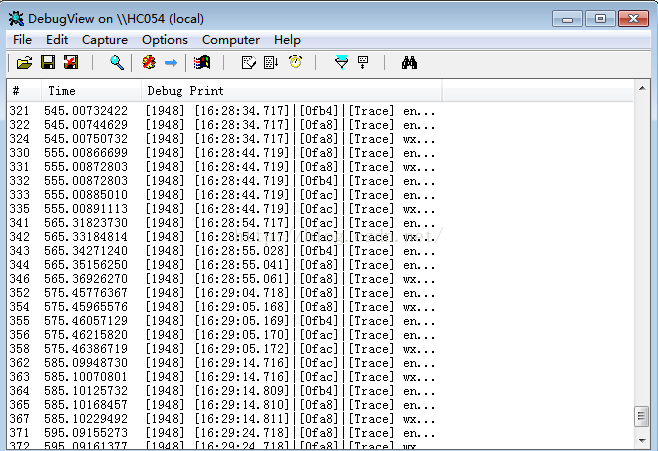 DebugView on \\HC054 (local)
File Edit Capture Options Computer Help
# Time Debug Print
321 545.00732422 [1948] [16:28:34.717]|[0fb4]|[Trace] en...
322 545.00744629 [1948] [16:28:34.717]|[0fa8]|[Trace] en...
324 545.00750732 [1948] [16:28:34.717]|[0fa8]|[Trace] wx...
330 555.00866699 [1948] [16:28:44.719]|[0fb4]|[Trace] en...
331 555.00872803 [1948] [16:28:44.719]|[0fa8]|[Trace] wx...
332 555.00872803 [1948] [16:28:44.719]|[0fb4]|[Trace] en...
333 555.00885010 [1948] [16:28:44.719]|[0fac]|[Trace] en...
335 555.00891113 [1948] [16:28:44.719]|[0fac]|[Trace] wx...
341 565.31823730 [1948] [16:28:54.717]|[0fac]|[Trace] en...
342 565.33184814 [1948] [16:28:54.717]|[0fac]|[Trace] wx...
343 565.34271240 [1948] [16:28:55.028]|[0fb4]|[Trace] en...
344 565.35156250 [1948] [16:28:55.041]|[0fa8]|[Trace] en...
346 565.36926270 [1948] [16:28:55.061]|[0fa8]|[Trace] wx...
352 575.45776367 [1948] [16:29:04.718]|[0fa8]|[Trace] en...
354 575.45965576 [1948] [16:29:05.168]|[0fa8]|[Trace] wx...
355 575.46057129 [1948] [16:29:05.169]|[0fb4]|[Trace] en...
356 575.46215820 [1948] [16:29:05.170]|[0fac]|[Trace] en...
358 575.46386719 [1948] [16:29:05.172]|[0fac]|[Trace] wx...
362 585.09948730 [1948] [16:29:14.716]|[0fac]|[Trace] en...
363 585.10070801 [1948] [16:29:14.716]|[0fac]|[Trace] wx...
364 585.10125732 [1948] [16:29:14.809]|[0fb4]|[Trace] en...
365 585.10168457 [1948] [16:29:14.810]|[0fa8]|[Trace] en...
367 585.10229492 [1948] [16:29:14.811]|[0fa8]|[Trace] wx...
371 595.09155273 [1948] [16:29:24.718]|[0fa8]|[Trace] en...
372 595.09161377 [1948] [16:29:24.718]|[0fa8]|[Trace] wx...